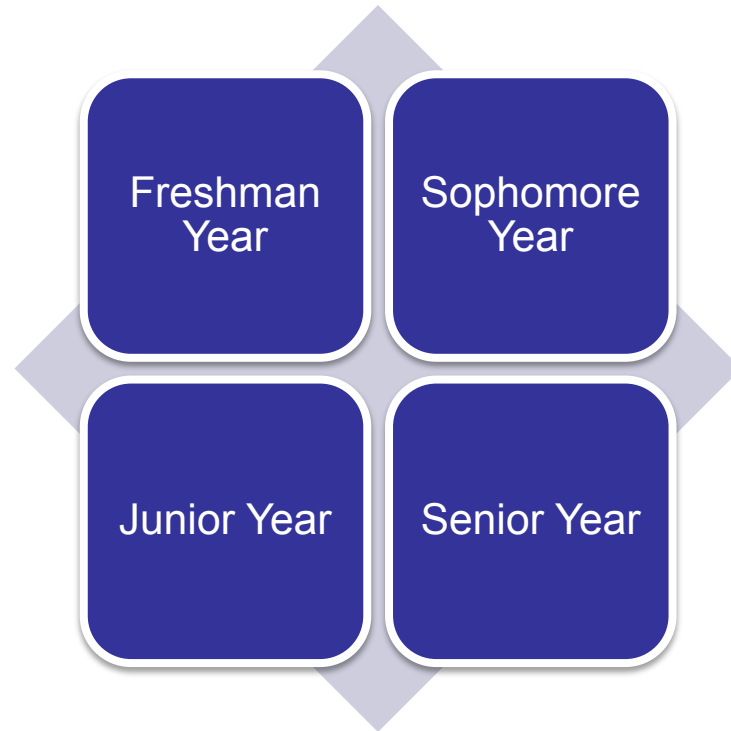 Freshman
Year
Sophomore
Year
Junior Year
Senior Year